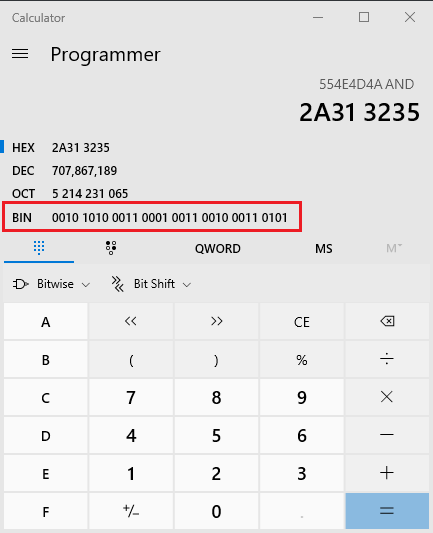 Calculator
Programmer
554E4D4A AND
2A31 3235
HEX 2A31 3235
DEC 707,867,189
OCT 5 214 231 065
BIN 0010 1010 0011 0001 0011 0010 0011 0101
QWORD MS M˅
Bitwise Bit Shift
A << >> CE
B ( ) % ÷
C 7 8 9 ×
D 4 5 6 −
E 1 2 3 +
F +/− 0 . =